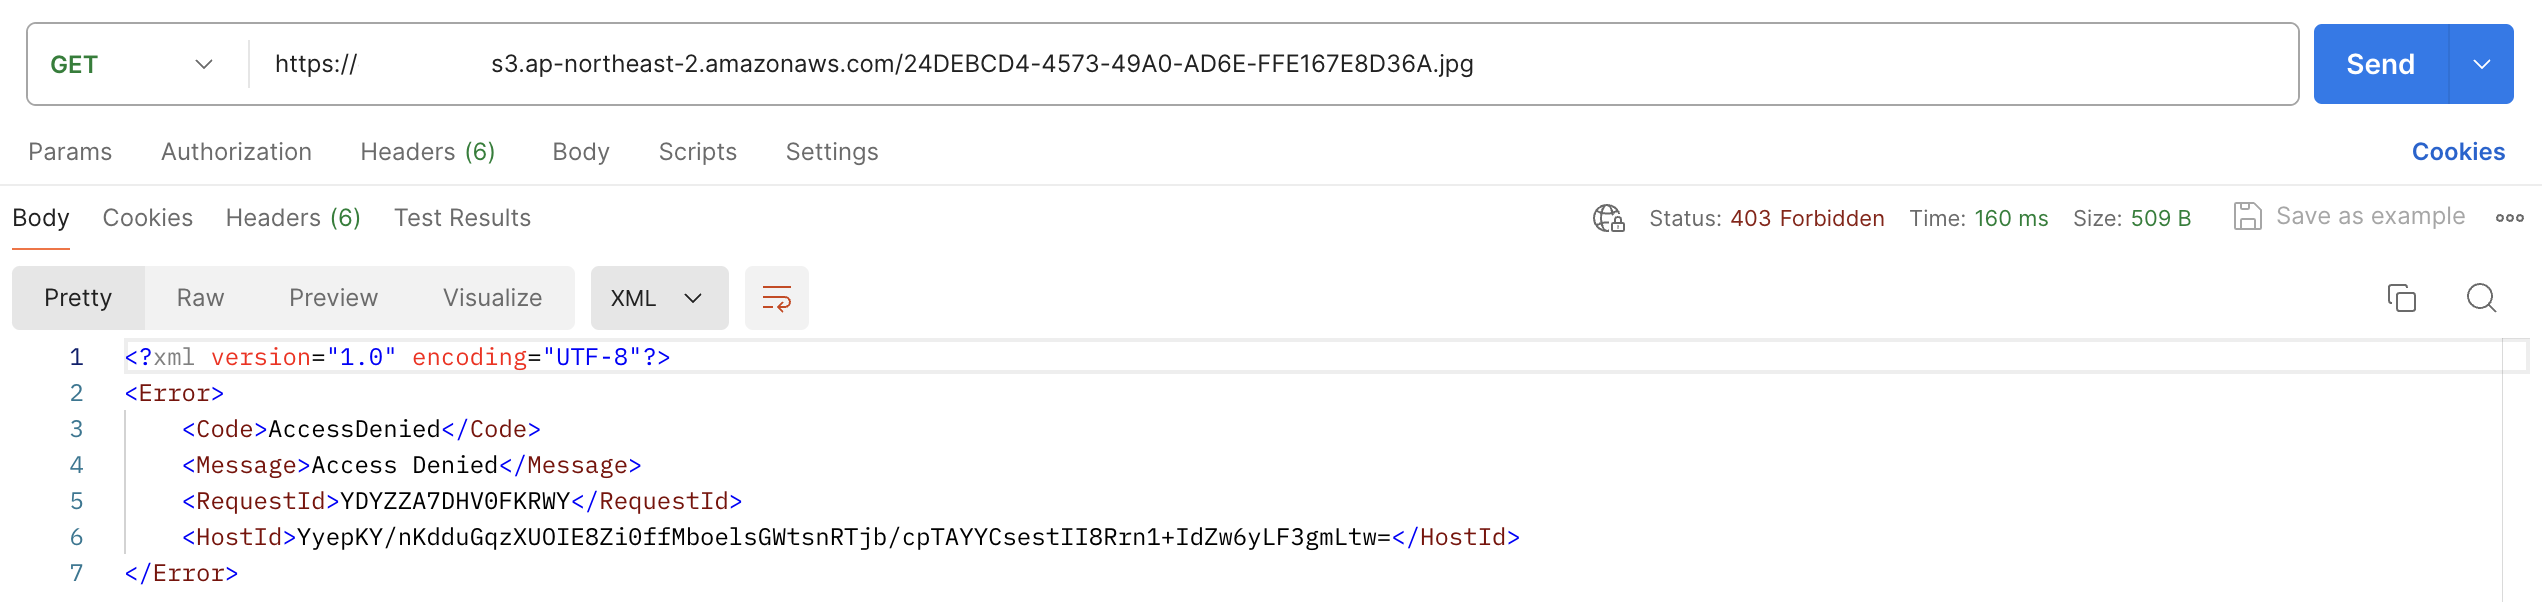 GET https:// s3.ap-northeast-2.amazonaws.com/24DEBCD4-4573-49A0-AD6E-FFE167E8D36A.jpg Send
Params Authorization Headers (6) Body Scripts Settings Cookies
Body Cookies Headers (6) Test Results Status: 403 Forbidden Time: 160 ms Size: 509 B Save as example
Pretty Raw Preview Visualize XML
1 <?xml version="1.0" encoding="UTF-8"?>
2 <Error>
3 <Code>AccessDenied</Code>
4 <Message>Access Denied</Message>
5 <RequestId>YDYZZA7DHV0FKRWY</RequestId>
6 <HostId>YyepKY/nKdduGqzXUOIE8Zi0ffMboelsGWtsnRTjb/cpTAYYCsestII8Rrn1+IdZw6yLF3gmLtw=</HostId>
7 </Error>